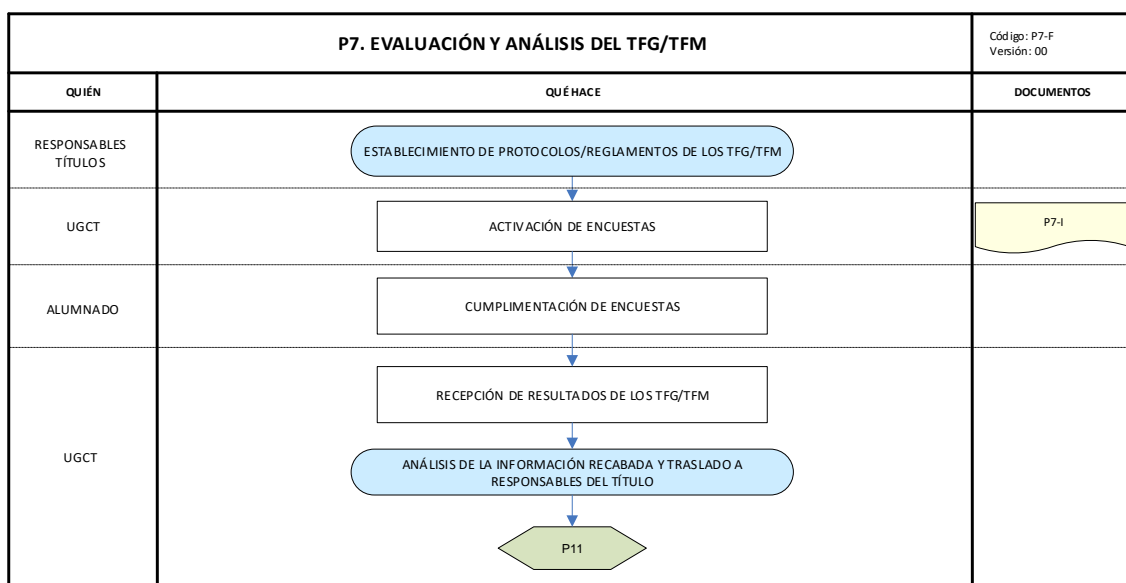 P7. EVALUACIÓN Y ANÁLISIS DEL TFG/TFM
Código: P7-F
Versión: 00
QUIÉN
QUÉ HACE
DOCUMENTOS
RESPONSABLES
TÍTULOS
ESTABLECIMIENTO DE PROTOCOLOS/REGLAMENTOS DE LOS TFG/TFM
UGCT
ACTIVACIÓN DE ENCUESTAS
P7-I
ALUMNADO
CUMPLIMENTACIÓN DE ENCUESTAS
UGCT
RECEPCIÓN DE RESULTADOS DE LOS TFG/TFM
ANÁLISIS DE LA INFORMACIÓN RECABADA Y TRASLADO A
RESPONSABLES DEL TÍTULO
P11